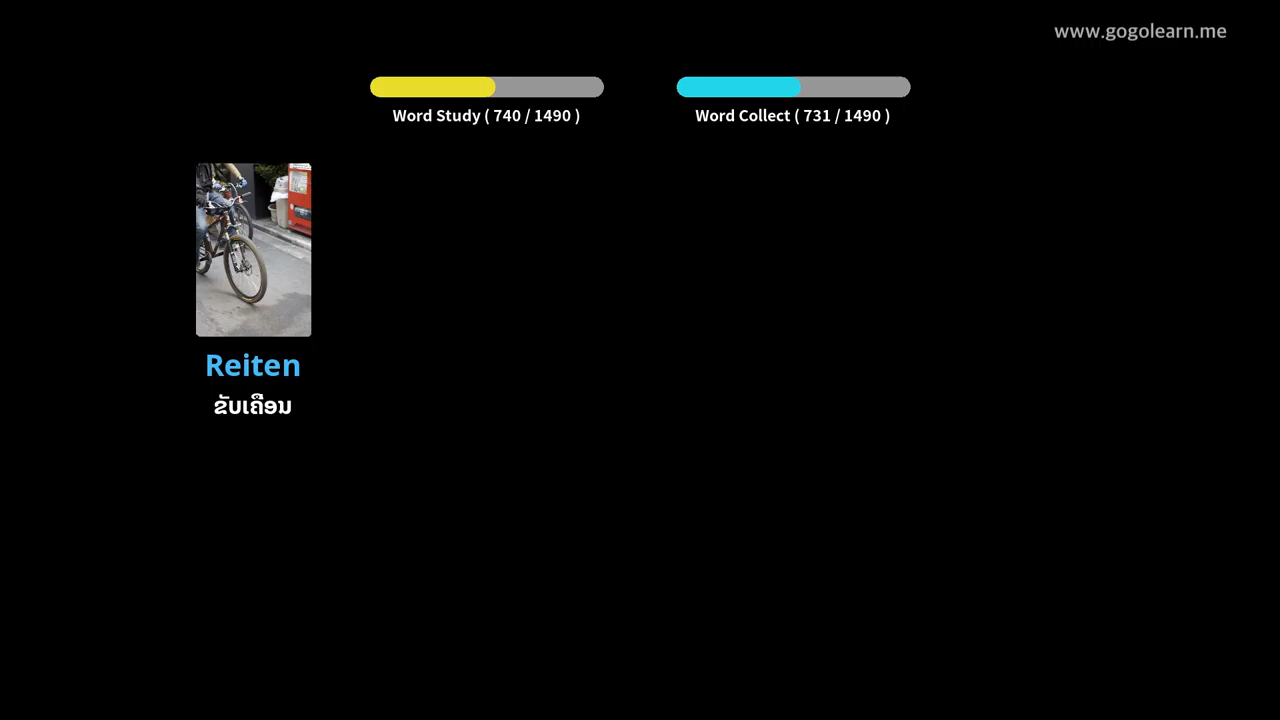 www.gogolearn.me
Word Study ( 740 / 1490 )
Word Collect ( 731 / 1490 )
Reiten
ຂັບເຄື່ອນ